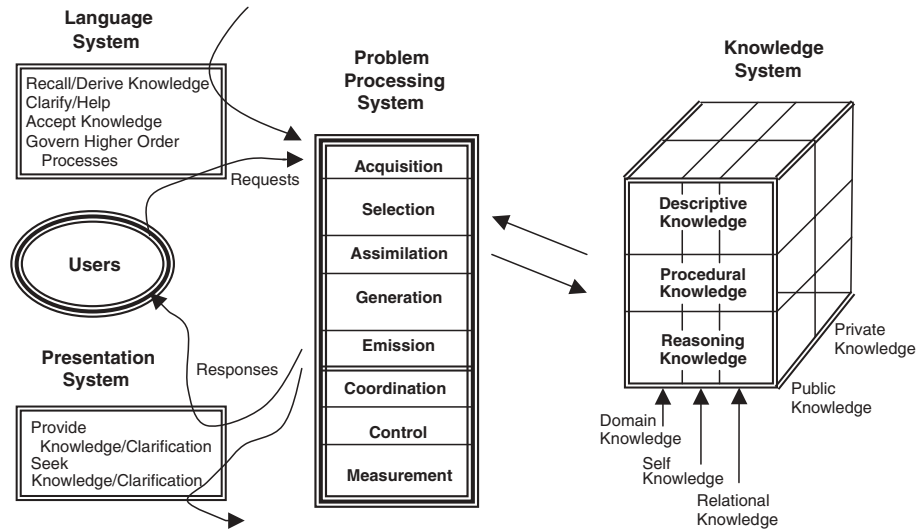 Language
System
Recall/Derive Knowledge
Clarify/Help
Accept Knowledge
Govern Higher Order
Processes
Requests
Users
Responses
Presentation
System
Provide
Knowledge/Clarification
Seek
Knowledge/Clarification
Problem
Processing
System
Acquisition
Selection
Assimilation
Generation
Emission
Coordination
Control
Measurement
Knowledge
System
Descriptive
Knowledge
Procedural
Knowledge
Reasoning
Knowledge
Private
Knowledge
Public
Knowledge
Domain
Knowledge
Self
Knowledge
Relational
Knowledge